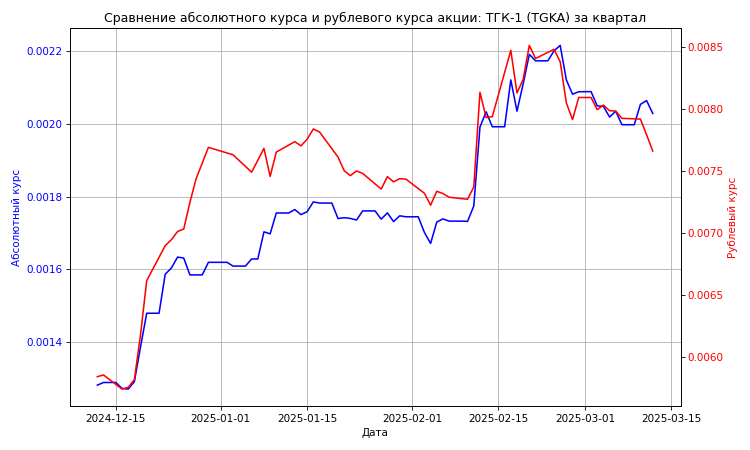 Сравнение абсолютного курса и рублевого курса акции: ТГК-1 (TGKA) за квартал
Абсолютный курс
0.0022
0.0020
0.0018
0.0016
0.0014
0.0085
0.0080
0.0075
0.0070
0.0065
0.0060
Рублевый курс
2024-12-15 2025-01-01 2025-01-15 2025-02-01 2025-02-15 2025-03-01 2025-03-15
Дата